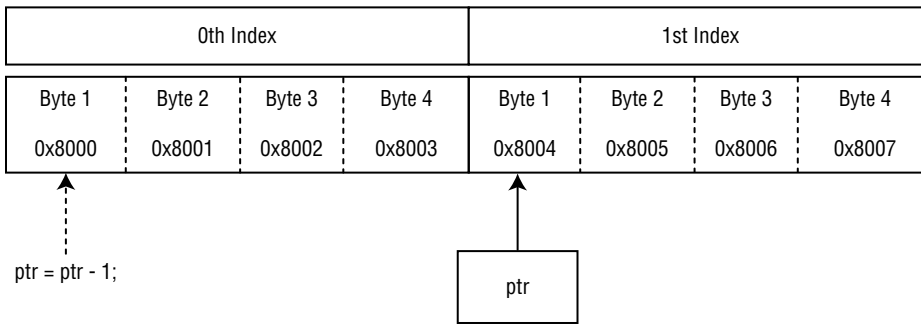 0th Index 1st Index
Byte 1 Byte 2 Byte 3 Byte 4 Byte 1 Byte 2 Byte 3 Byte 4
0x8000 0x8001 0x8002 0x8003 0x8004 0x8005 0x8006 0x8007
ptr = ptr - 1;
ptr